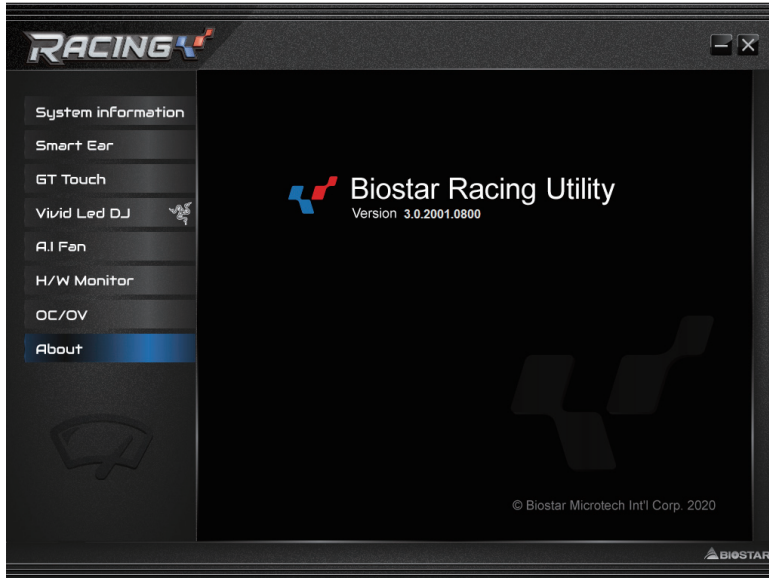 RACING
System information
Smart Ear
GT Touch
Vivid Led DJ
A.I Fan
H/W Monitor
OC/OV
About
Biostar Racing Utility
Version 3.0.2001.0800
© Biostar Microtech Int'l Corp. 2020
BIOSTAR